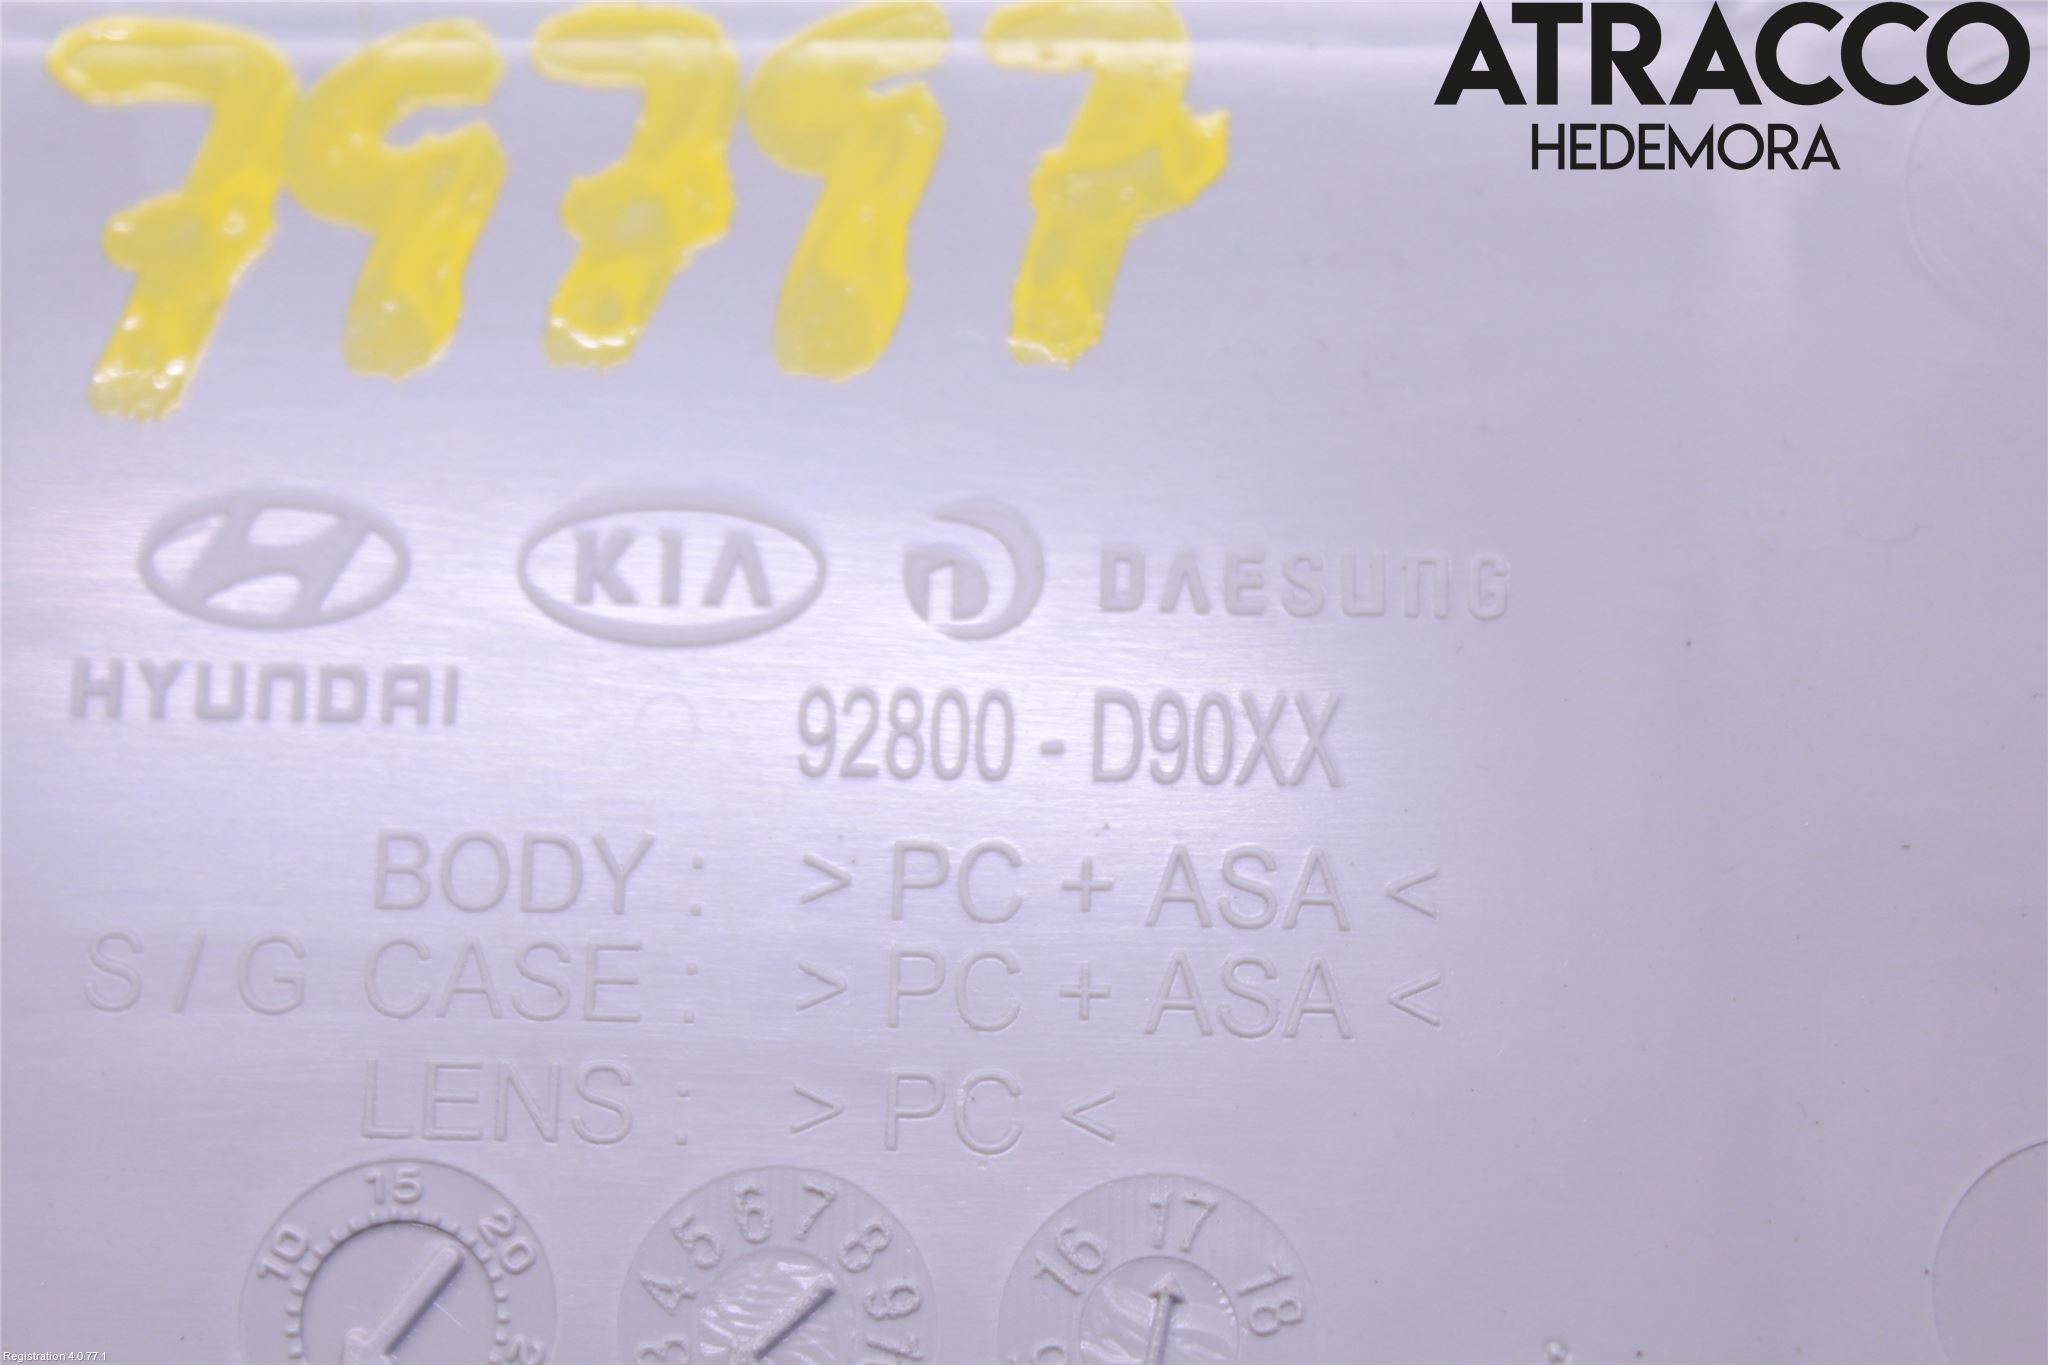 ATRACCO
HEDEMORA
79797
HYUNDAI
KIA
DAESUNG
92800 - D90XX
BODY : > PC + ASA <
S / G CASE : > PC + ASA <
LENS : > PC <
10 15 20
3 4 5 6 7 8 9
16 17 18
Registration 4.0.77.1